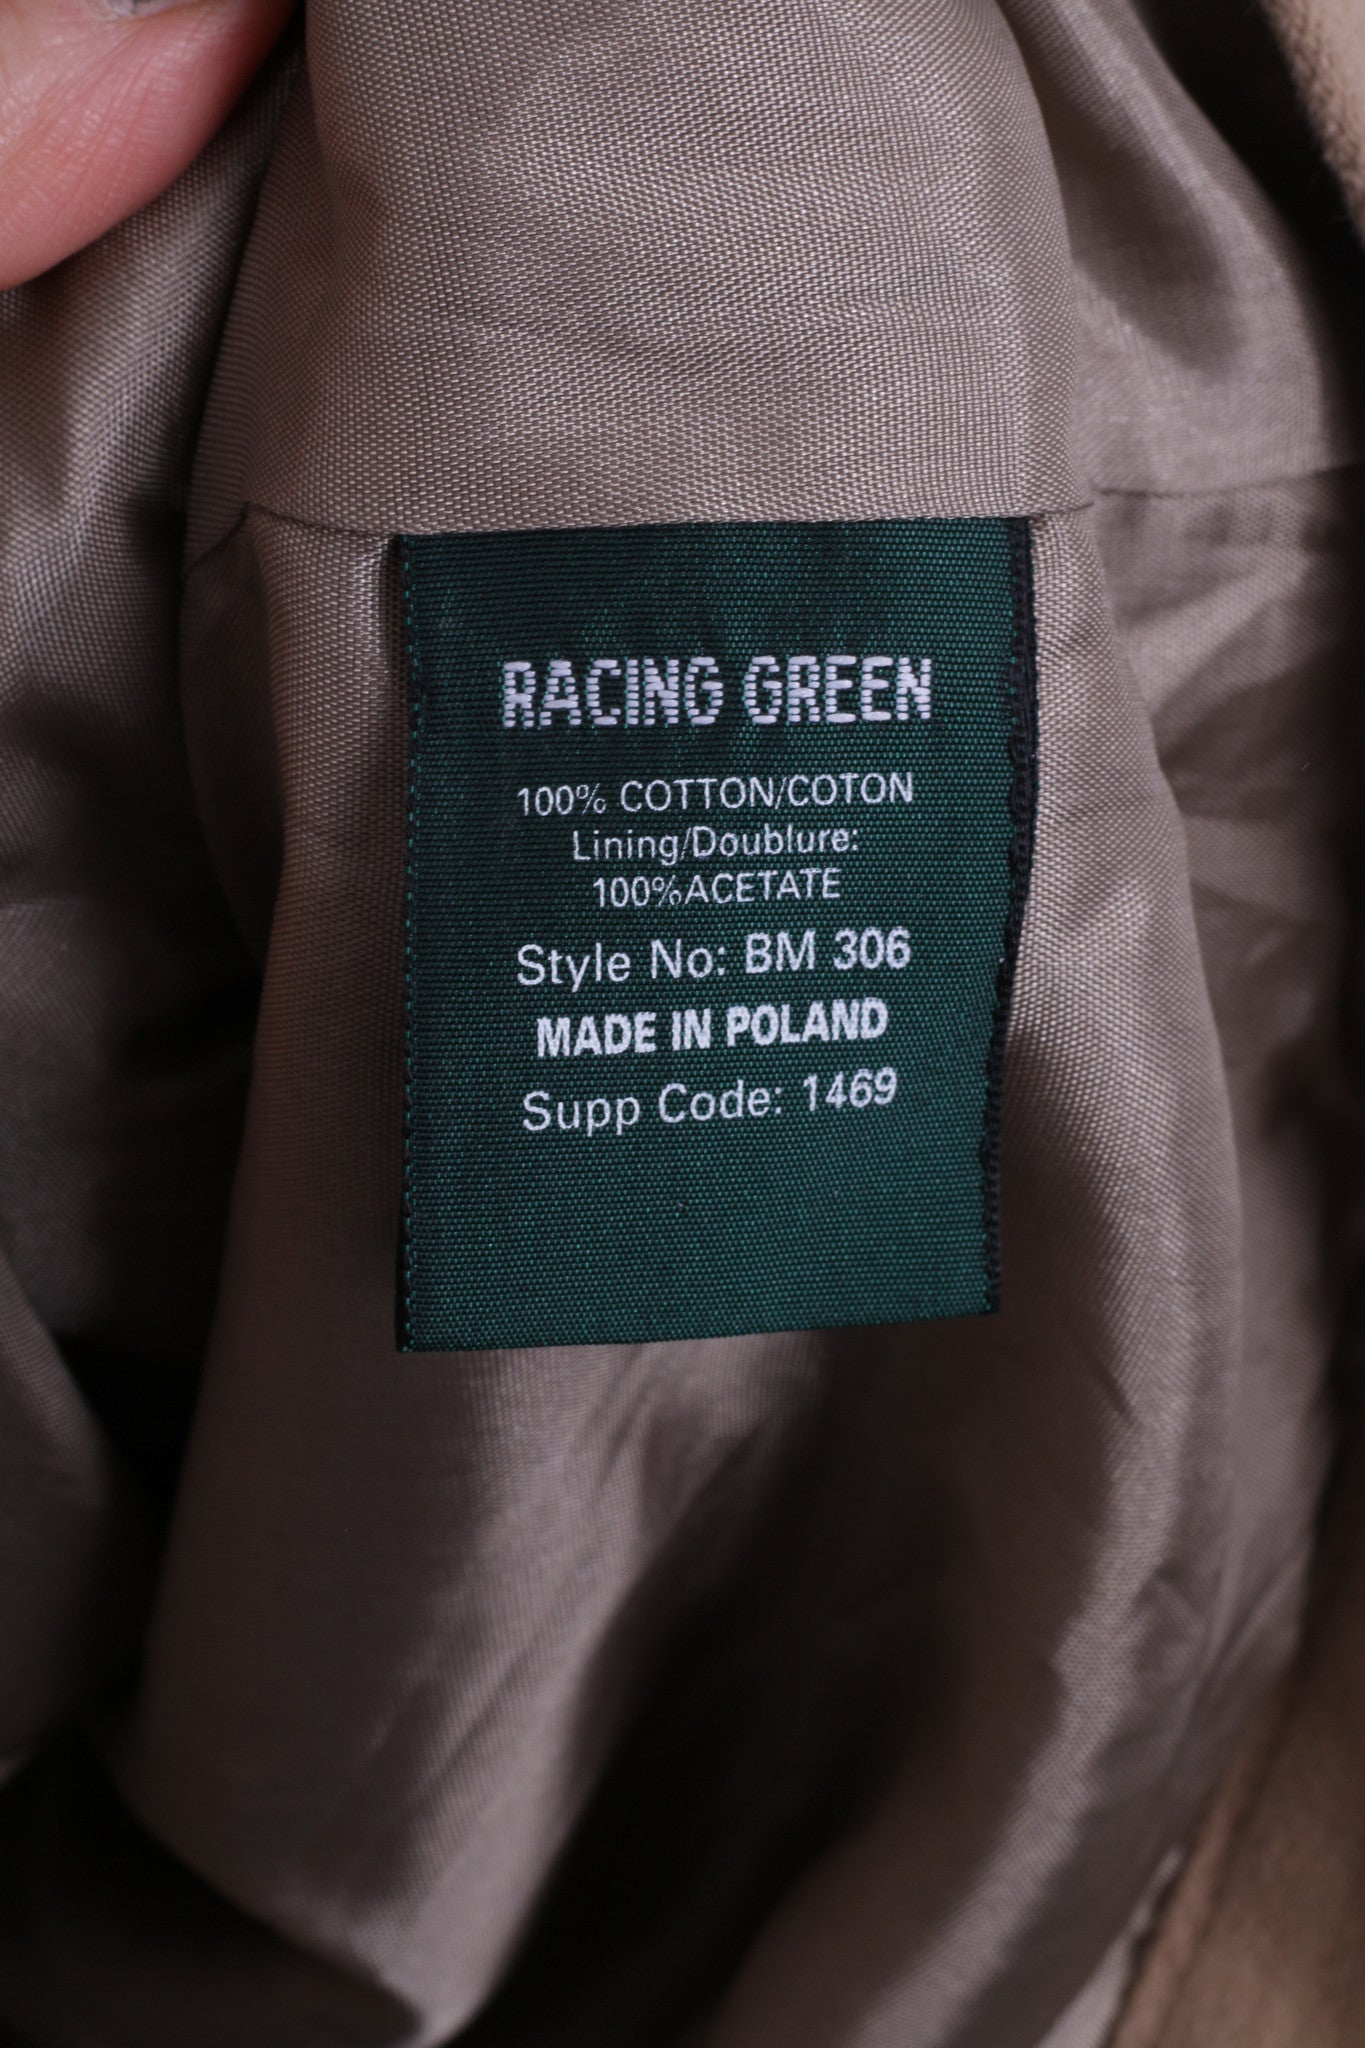 RACING GREEN
100% COTTON/COTON
Lining/Doublure:
100%ACETATE
Style No: BM 306
MADE IN POLAND
Supp Code: 1469